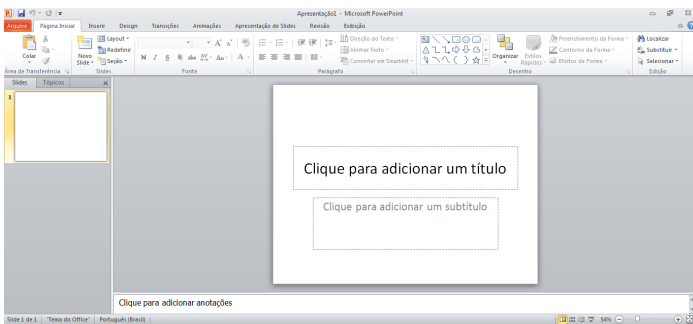 Apresentação1 - Microsoft PowerPoint
Arquivo Página Inicial Inserir Design Transições Animações Apresentação de Slides Revisão Exibição
Layout Direção do Texto Preenchimento da Forma Localizar
Redefinir Alinhar Texto Contorno da Forma Substituir
Colar Novo Slide Seção N I S abc AV Aa A Converter em SmartArt Organizar Estilos Rápidos Efeitos de Forma Selecionar
Área de Transferência Slides Fonte Parágrafo Desenho Edição
Slides Tópicos
1
Clique para adicionar um título
Clique para adicionar um subtítulo
Clique para adicionar anotações
Slide 1 de 1 "Tema do Office" Português (Brasil) 54%